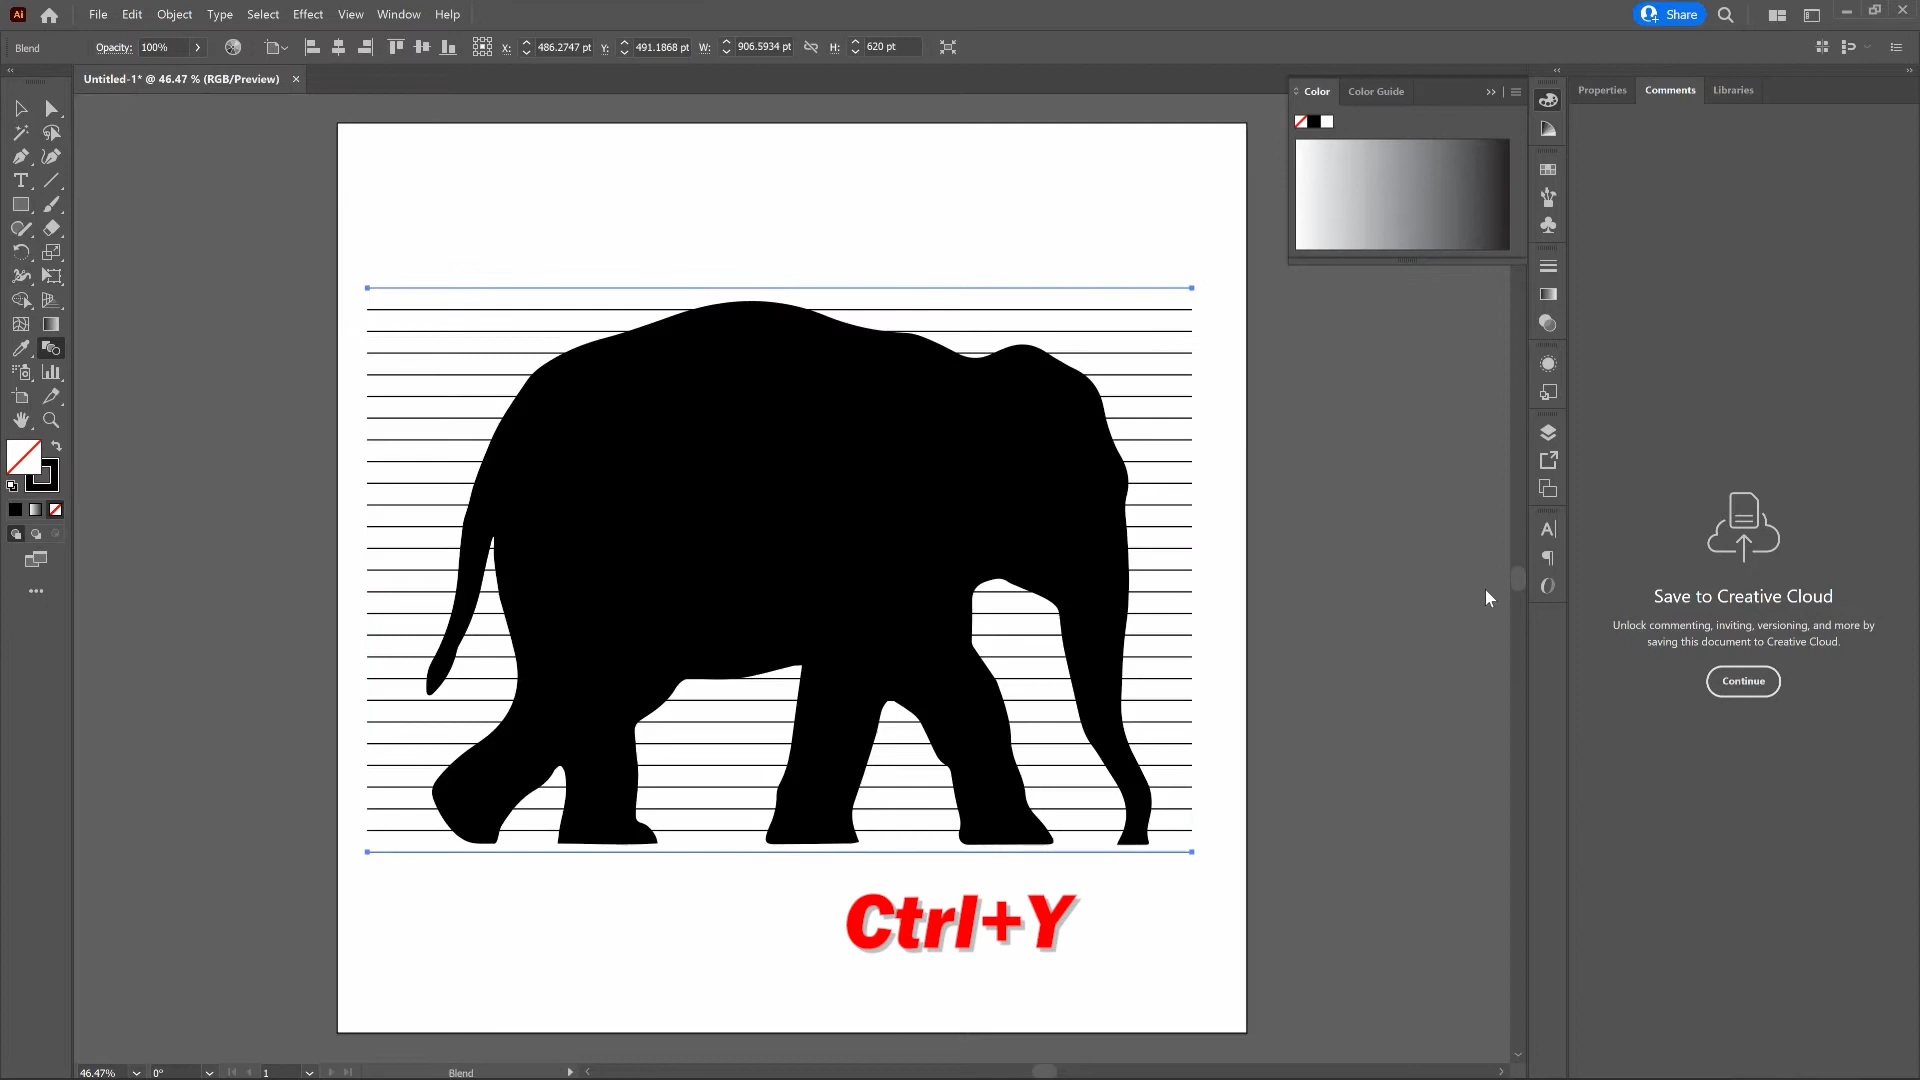 Ai
File Edit Object Type Select Effect View Window Help
Share
Blend Opacity: 100% X: 486.2747 pt Y: 491.1868 pt W: 906.5934 pt H: 620 pt
Untitled-1* @ 46.47 % (RGB/Preview)
Color Color Guide
Properties Comments Libraries
Save to Creative Cloud
Unlock commenting, inviting, versioning, and more by
saving this document to Creative Cloud.
Continue
Ctrl+Y
46.47% 0° 1 Blend